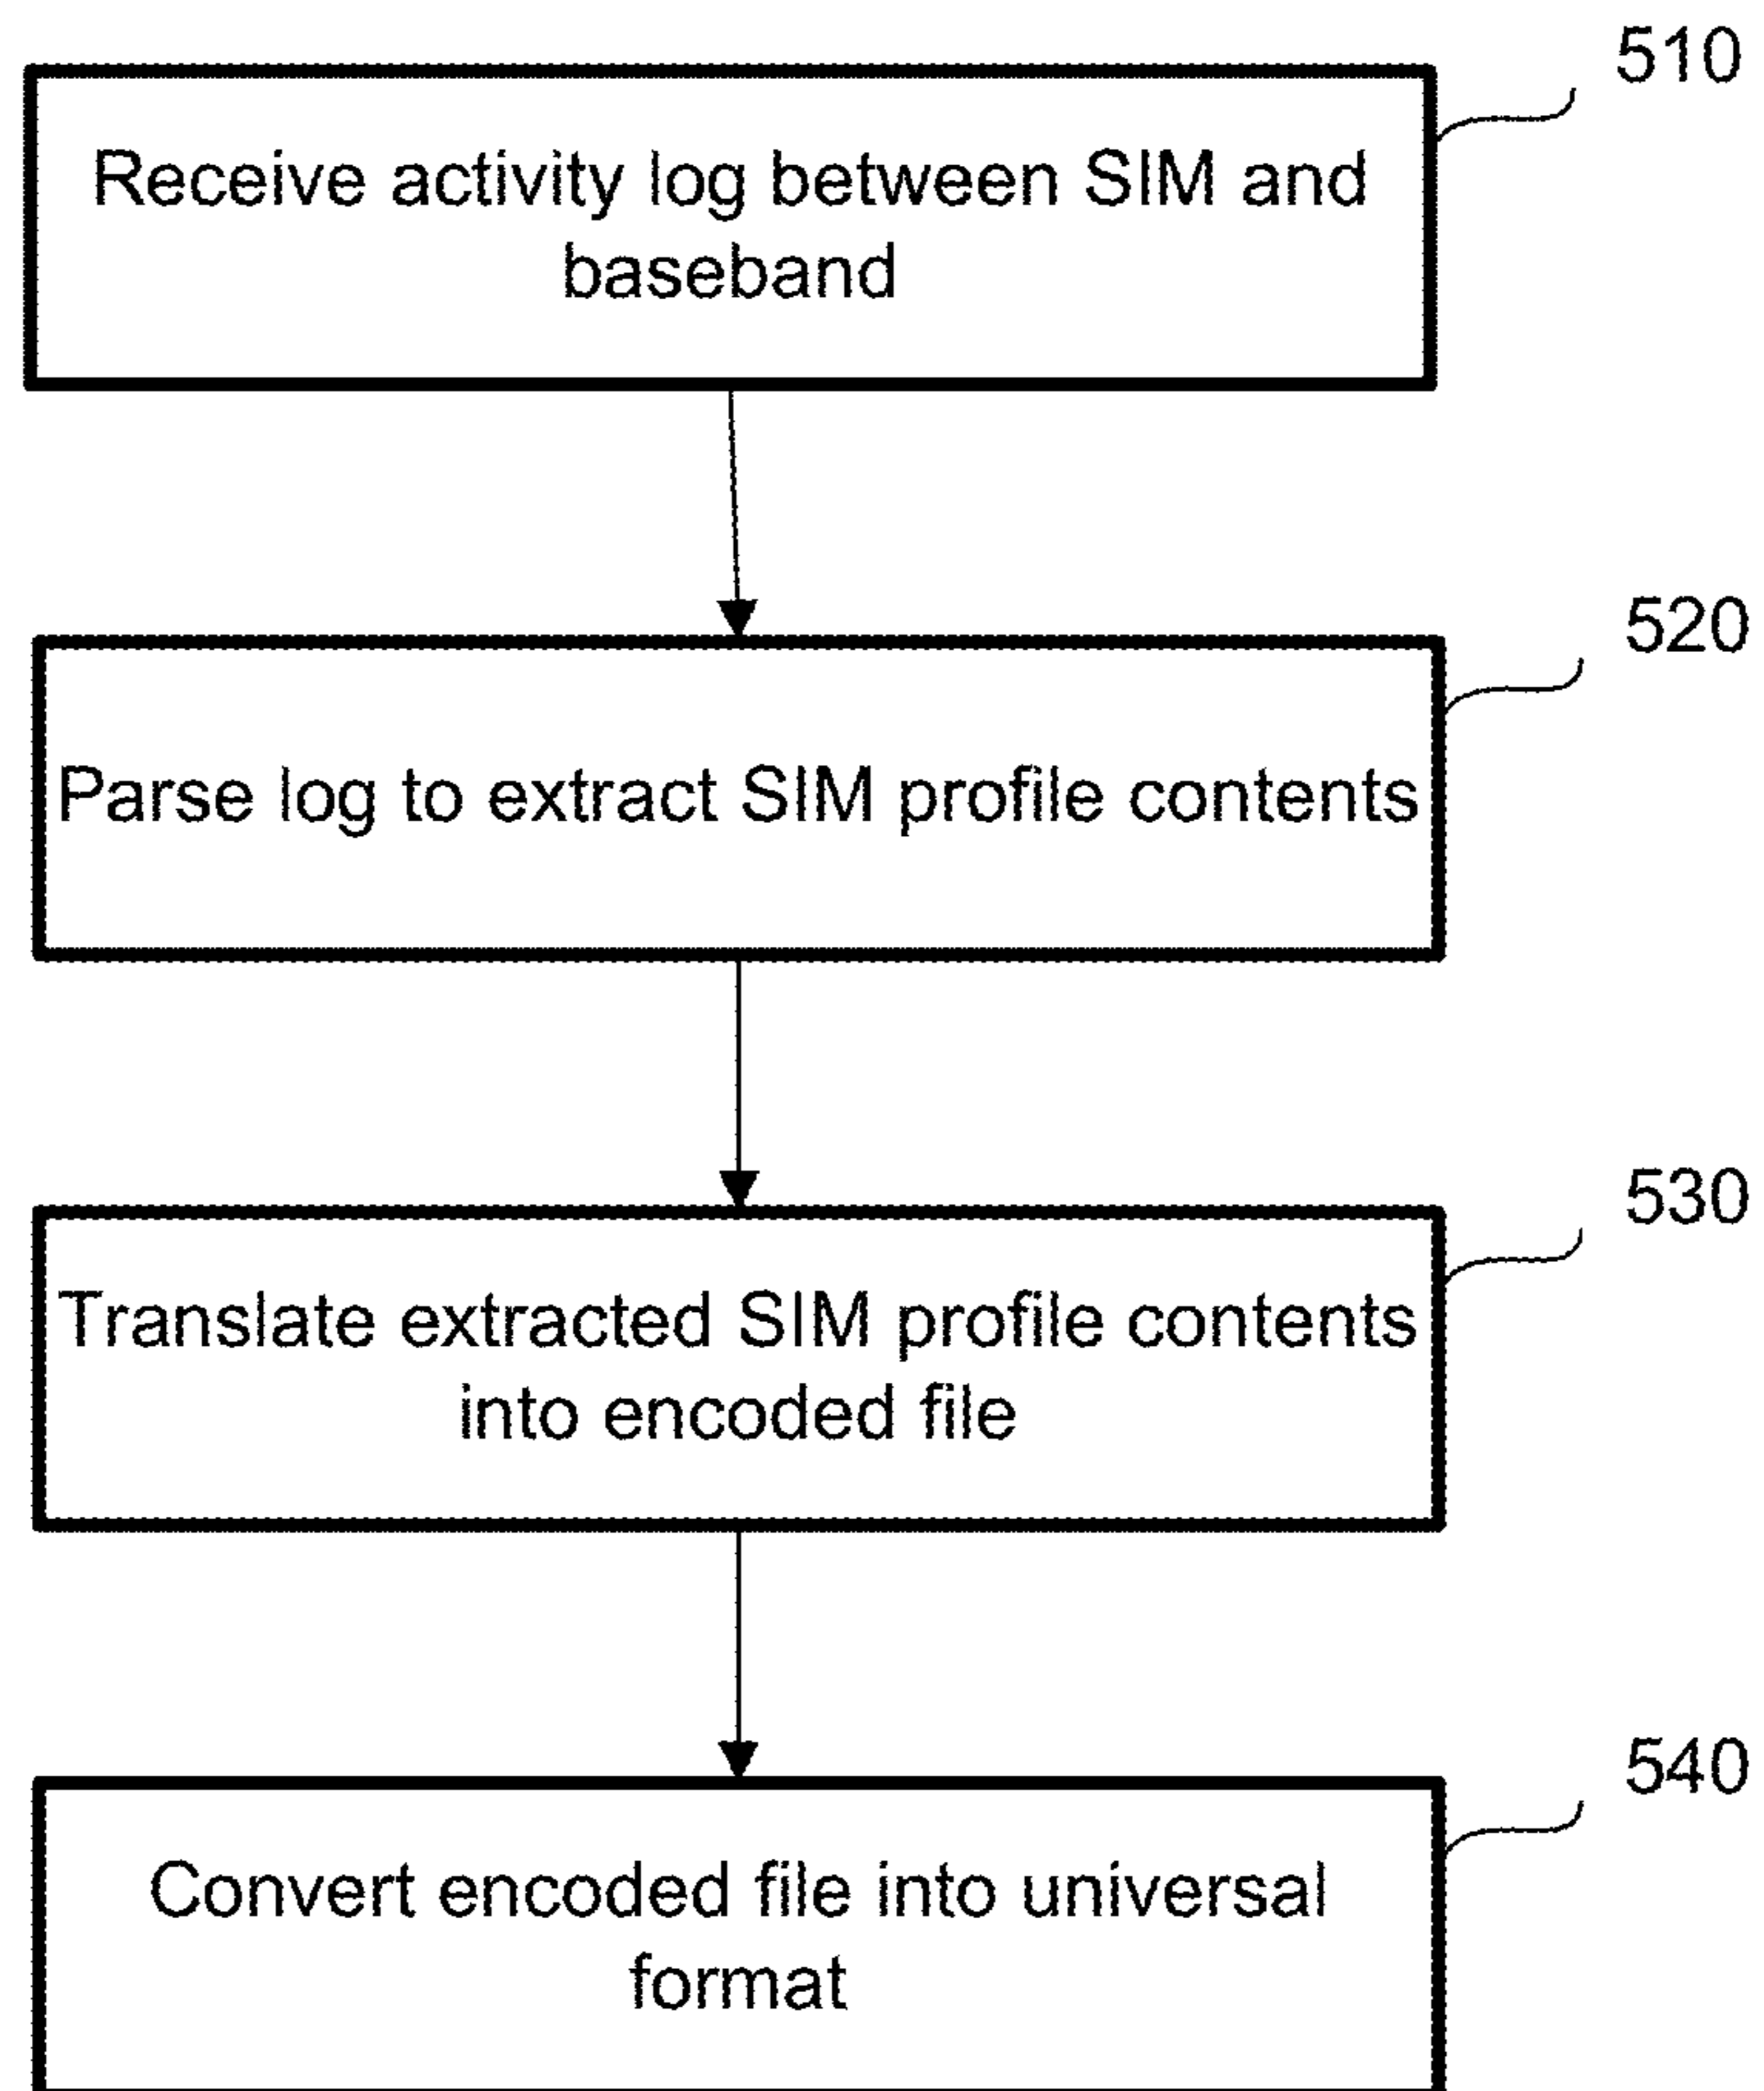 510
Receive activity log between SIM and
baseband
520
Parse log to extract SIM profile contents
530
Translate extracted SIM profile contents
into encoded file
540
Convert encoded file into universal
format